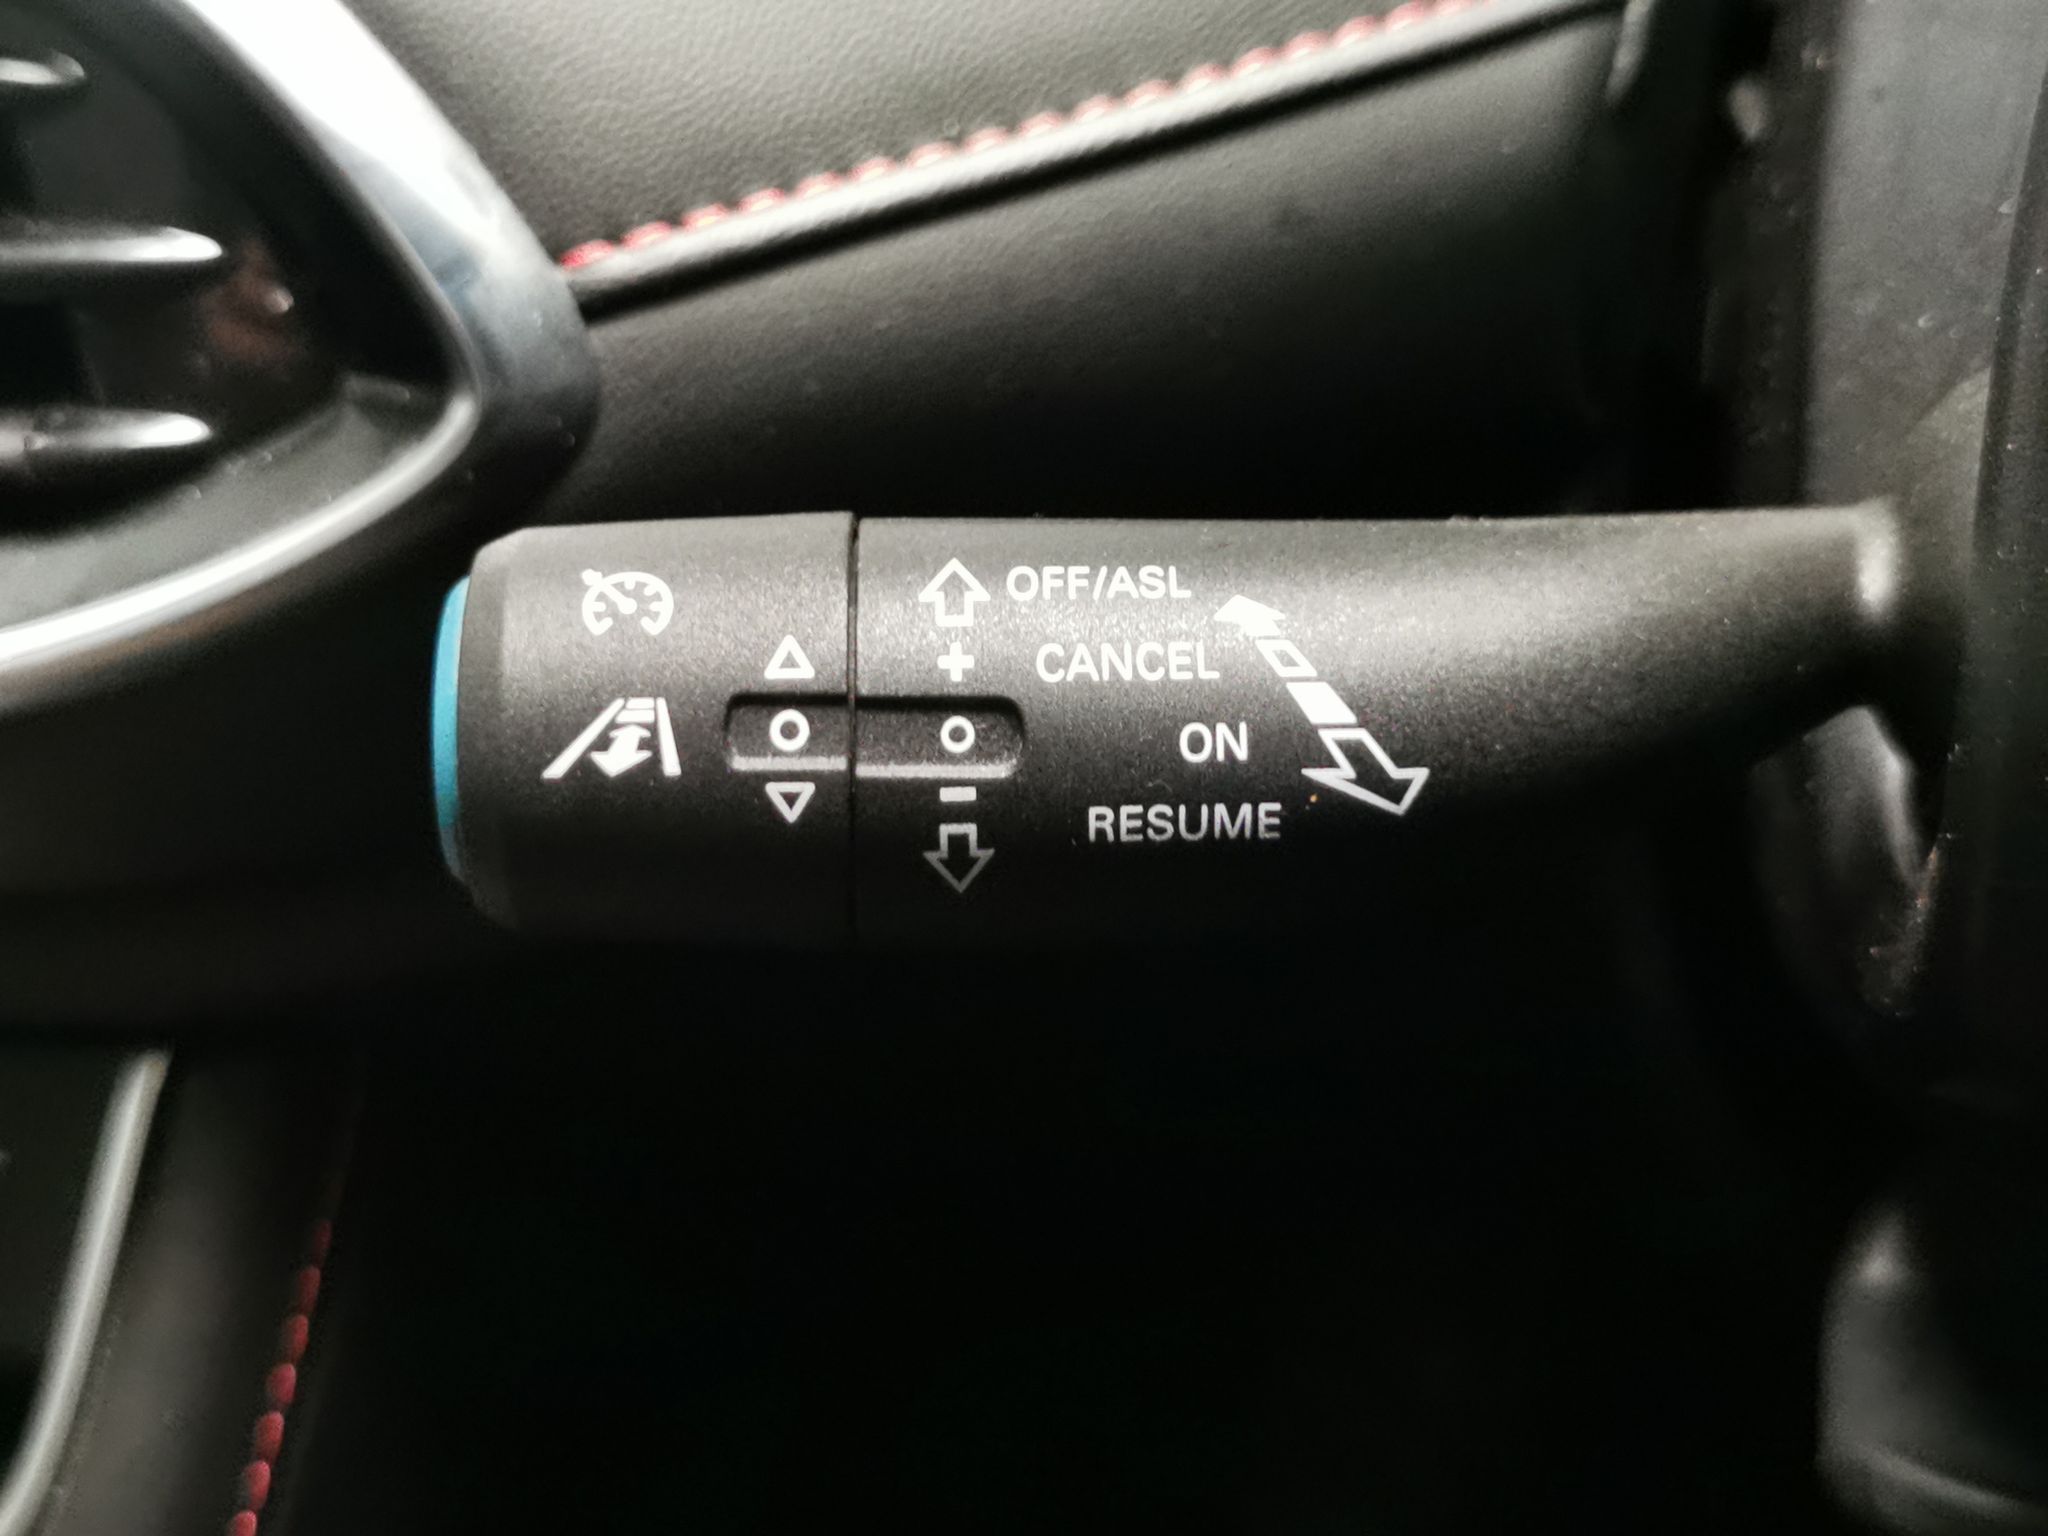 OFF/ASL
+ CANCEL
ON
-
RESUME